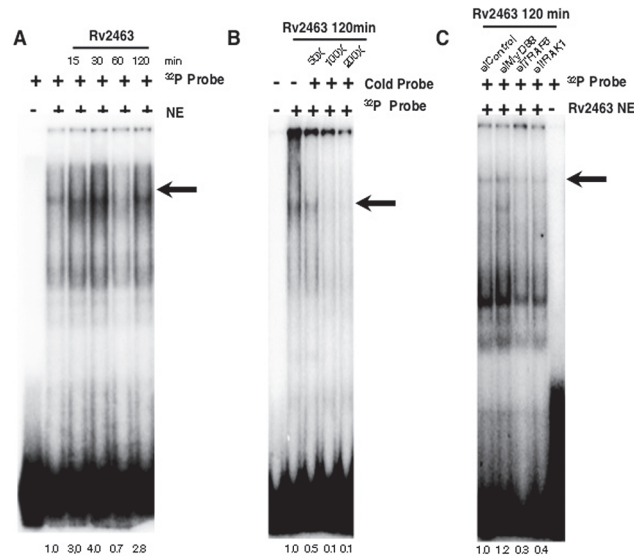 A
Rv2463
15 30 60 120 min
+ + + + + + 32P Probe
- + + + + + NE
1.0 3.0 4.0 0.7 2.8
B
Rv2463 120min
50X 100X 200X
- - + + + Cold Probe
+ + + + 32P Probe
1.0 0.5 0.1 0.1
C
Rv2463 120 min
siControl siMyD88 siTRAF6 siIRAK1
+ + + + + 32P Probe
+ + + + - Rv2463 NE
1.0 1.2 0.3 0.4